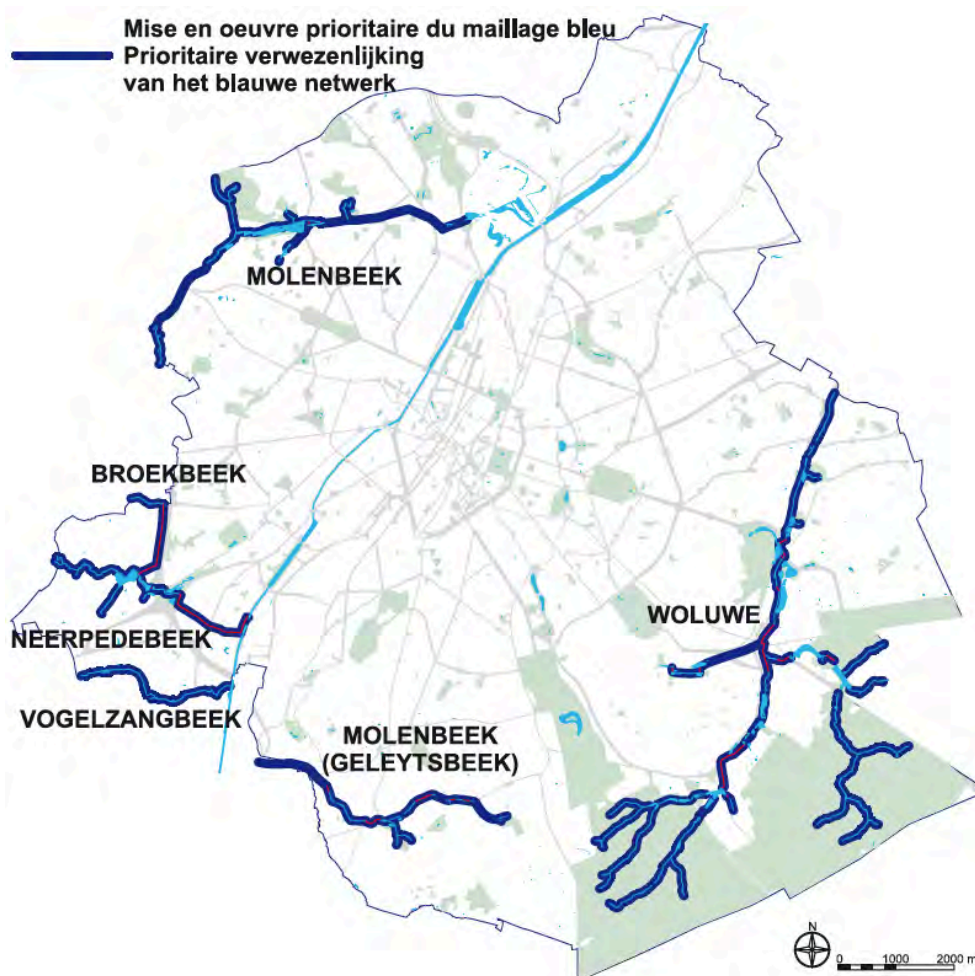 Mise en oeuvre prioritaire du maillage bleu
Prioritaire verwezenlijking
van het blauwe netwerk
MOLENBEEK
BROEKBEEK
WOLUWE
NEERPEDEBEEK
VOGELZANGBEEK
MOLENBEEK
(GELEYTSBEEK)
N
0 1000 2000 m